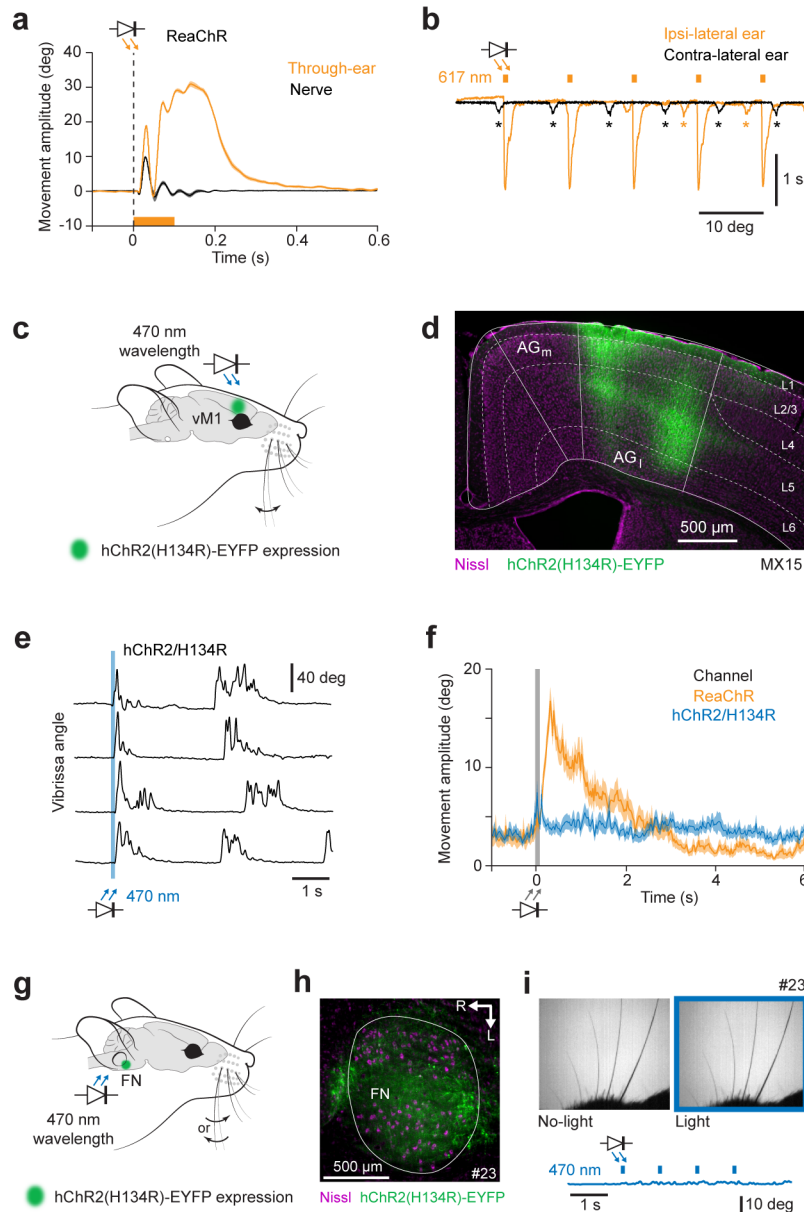 a
ReaChR
Through-ear
Nerve
Movement amplitude (deg)
40
30
20
10
0
-10
0
0.2
0.4
0.6
Time (s)
b
Ipsi-lateral ear
Contra-lateral ear
617 nm
* * * * * * * *
1 s
10 deg
c
470 nm
wavelength
vM1
hChR2(H134R)-EYFP expression
d
AGm
AGl
L1
L2/3
L4
L5
L6
500 µm
Nissl hChR2(H134R)-EYFP MX15
e
hChR2/H134R
40 deg
Vibrissa angle
470 nm
1 s
f
Channel
ReaChR
hChR2/H134R
Movement amplitude (deg)
20
15
10
5
0
0
2
4
6
Time (s)
g
FN
470 nm
wavelength
or
hChR2(H134R)-EYFP expression
h
R
L
FN
500 µm
#23
Nissl hChR2(H134R)-EYFP
i
#23
No-light
Light
470 nm
1 s
10 deg